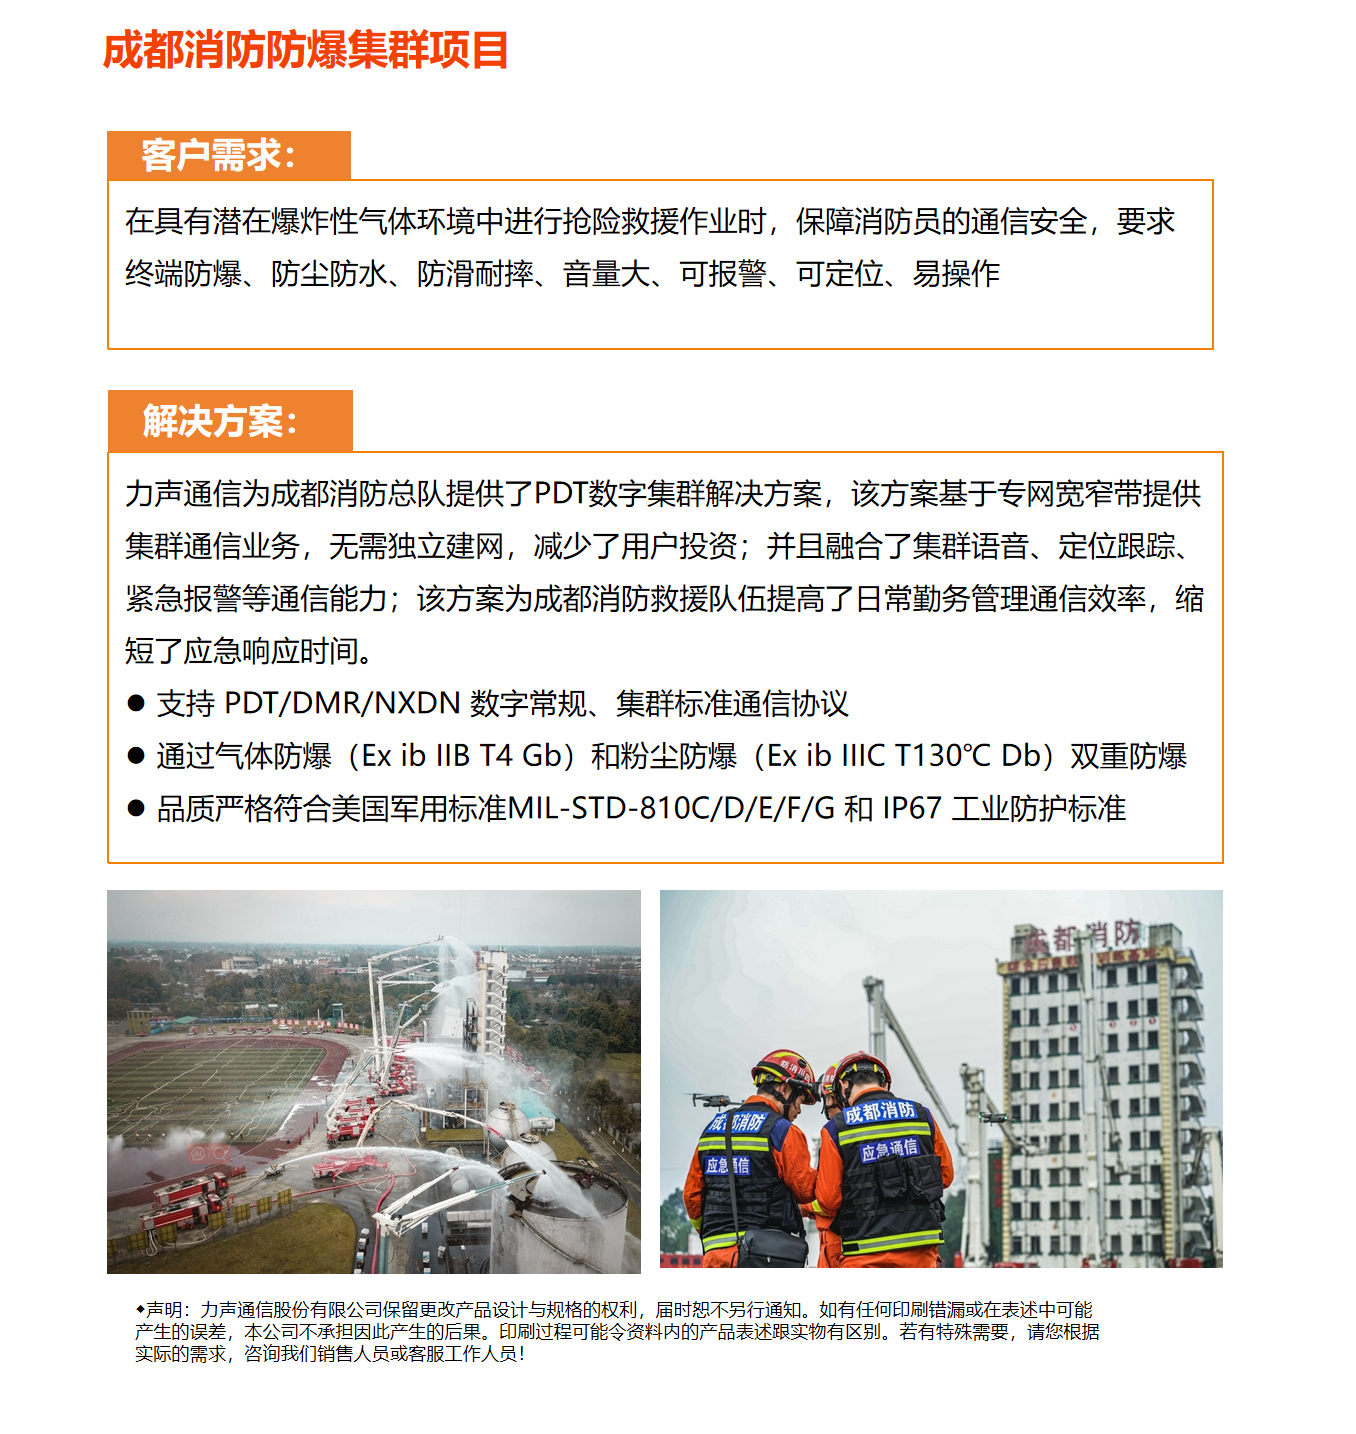 成都消防防爆集群项目
客户需求：
在具有潜在爆炸性气体环境中进行抢险救援作业时，保障消防员的通信安全，要求
终端防爆、防尘防水、防滑耐摔、音量大、可报警、可定位、易操作
解决方案：
力声通信为成都消防总队提供了PDT数字集群解决方案，该方案基于专网宽窄带提供
集群通信业务，无需独立建网，减少了用户投资；并且融合了集群语音、定位跟踪、
紧急报警等通信能力；该方案为成都消防救援队伍提高了日常勤务管理通信效率，缩
短了应急响应时间。
● 支持 PDT/DMR/NXDN 数字常规、集群标准通信协议
● 通过气体防爆（Ex ib IIB T4 Gb）和粉尘防爆（Ex ib IIIC T130℃ Db）双重防爆
● 品质严格符合美国军用标准MIL-STD-810C/D/E/F/G 和 IP67 工业防护标准
成都消防
成都消防
应急通信
成都消防
应急通信
◆声明：力声通信股份有限公司保留更改产品设计与规格的权利，届时恕不另行通知。如有任何印刷错漏或在表述中可能
产生的误差，本公司不承担因此产生的后果。印刷过程可能令资料内的产品表述跟实物有区别。若有特殊需要，请您根据
实际的需求，咨询我们销售人员或客服工作人员！